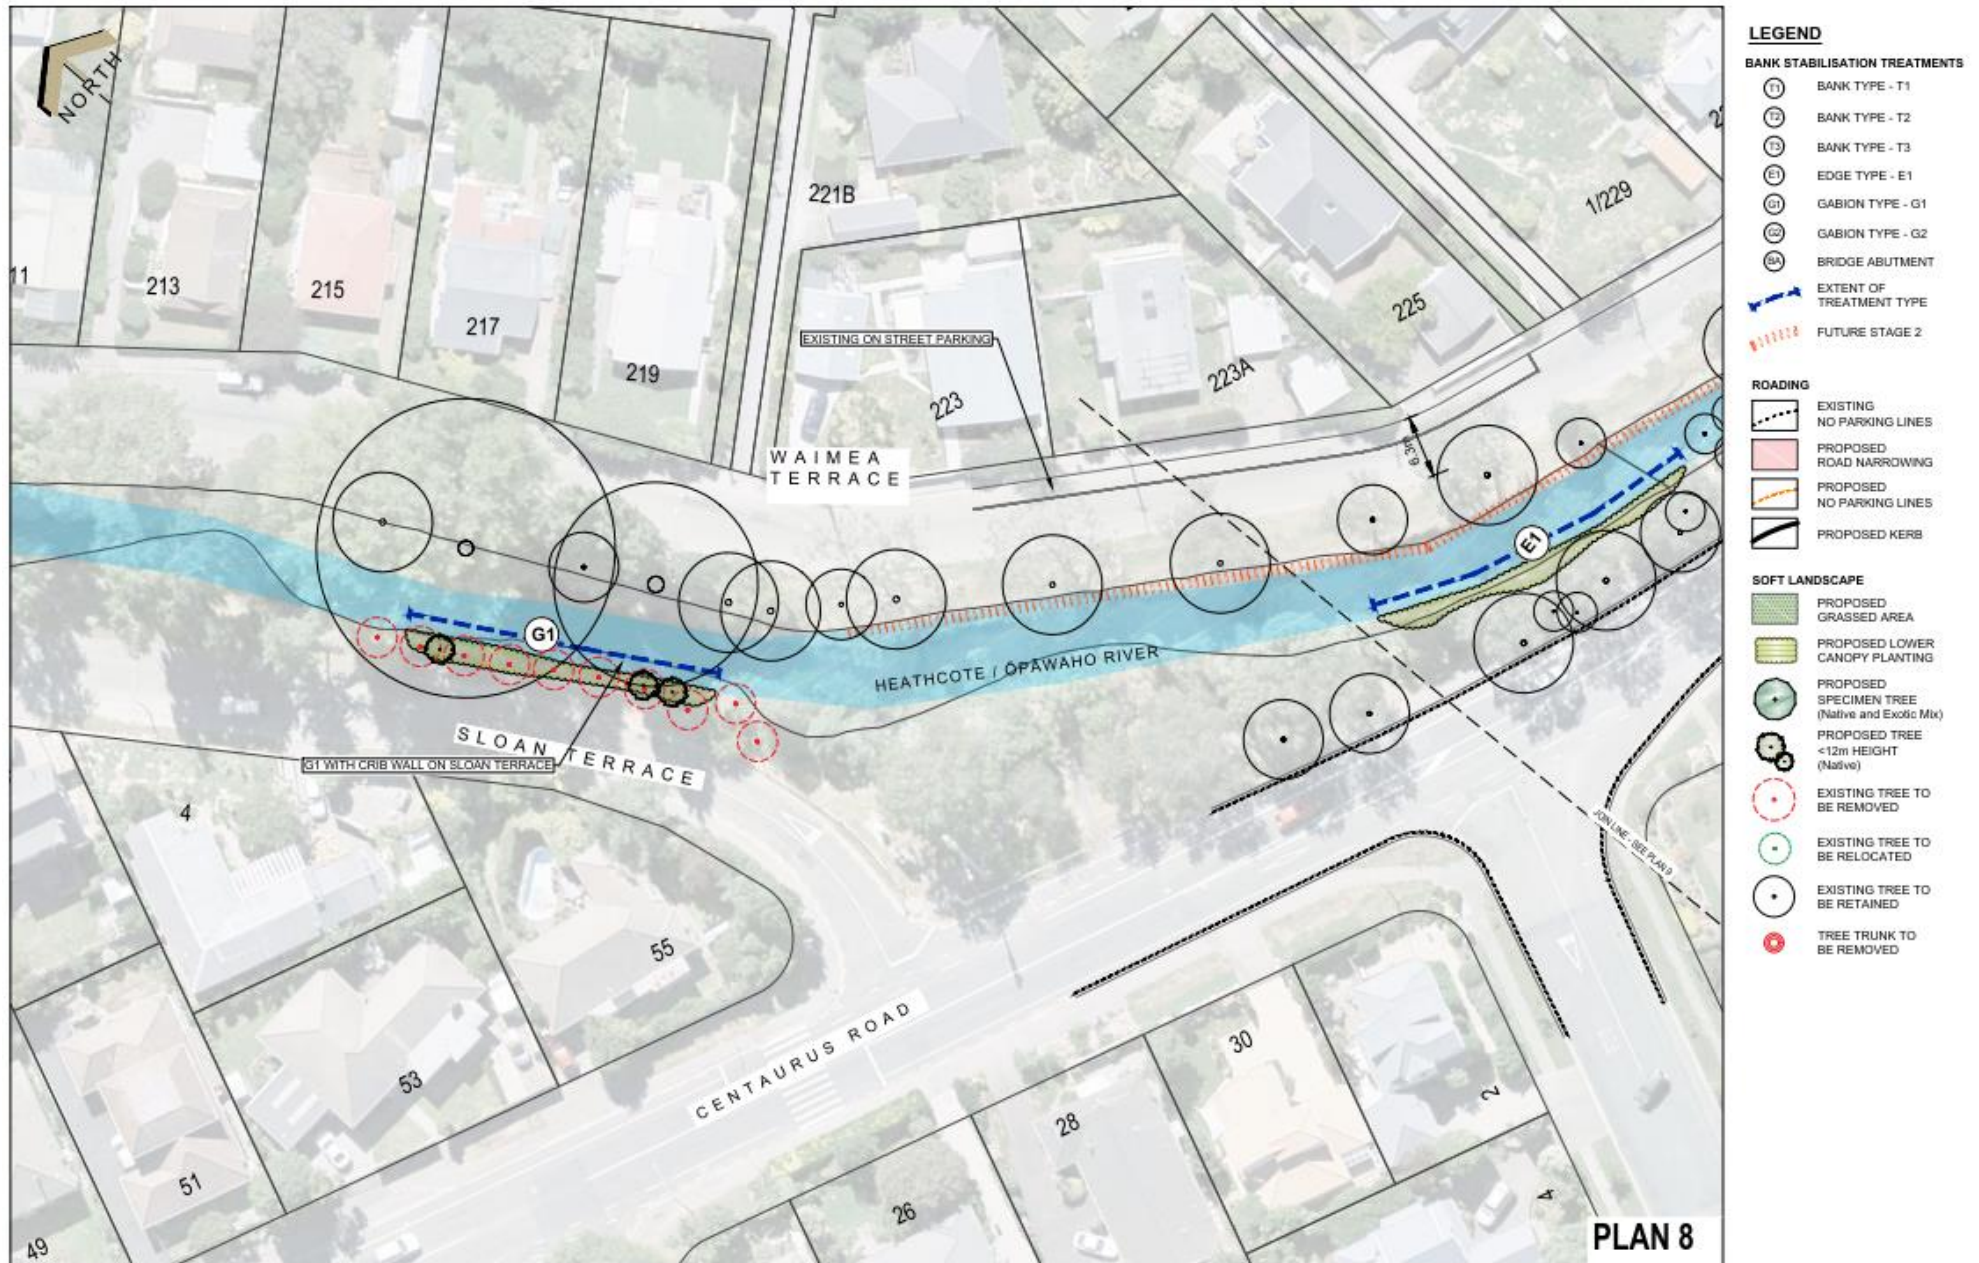 NORTH
11
213
215
217
219
221B
223
223A
225
1/229
EXISTING ON STREET PARKING
WAIMEA
TERRACE
6.3m
G1
E1
HEATHCOTE / ŌPAWAHO RIVER
SLOAN TERRACE
G1 WITH CRIB WALL ON SLOAN TERRACE
JOIN LINE - SEE PLAN 9
4
55
53
51
49
CENTAURUS ROAD
30
28
26
2
4
PLAN 8
LEGEND
BANK STABILISATION TREATMENTS
T1 BANK TYPE - T1
T2 BANK TYPE - T2
T3 BANK TYPE - T3
E1 EDGE TYPE - E1
G1 GABION TYPE - G1
G2 GABION TYPE - G2
BA BRIDGE ABUTMENT
EXTENT OF
TREATMENT TYPE
FUTURE STAGE 2
ROADING
EXISTING
NO PARKING LINES
PROPOSED
ROAD NARROWING
PROPOSED
NO PARKING LINES
PROPOSED KERB
SOFT LANDSCAPE
PROPOSED
GRASSED AREA
PROPOSED LOWER
CANOPY PLANTING
PROPOSED
SPECIMEN TREE
(Native and Exotic Mix)
PROPOSED TREE
<12m HEIGHT
(Native)
EXISTING TREE TO
BE REMOVED
EXISTING TREE TO
BE RELOCATED
EXISTING TREE TO
BE RETAINED
TREE TRUNK TO
BE REMOVED